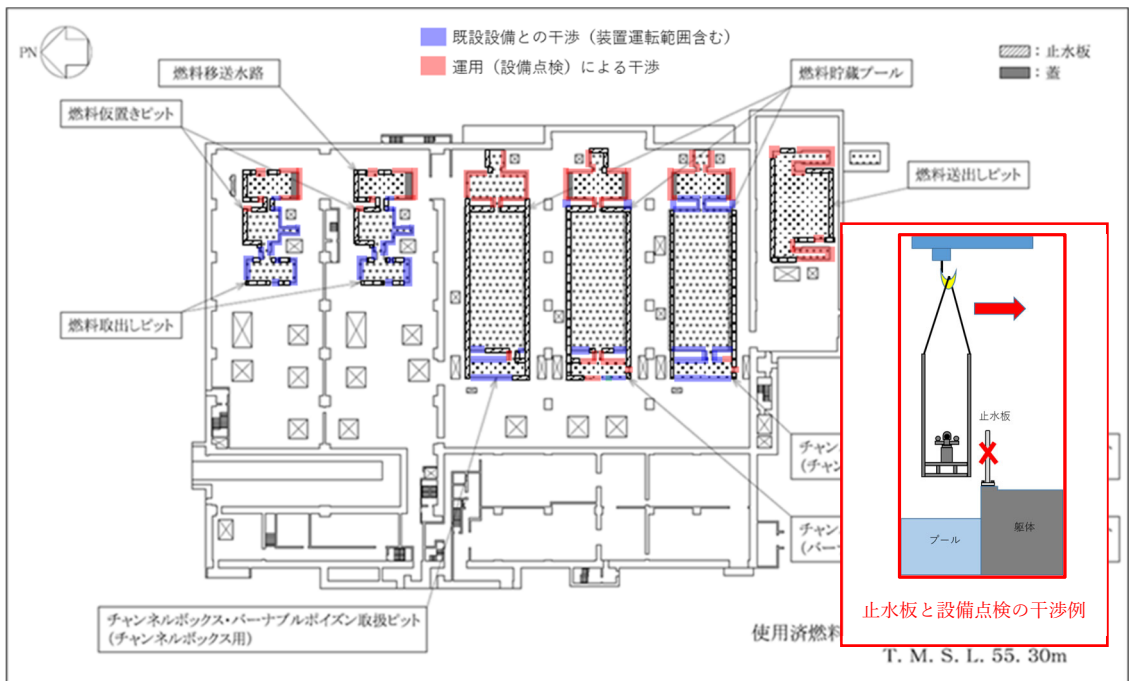 PN
既設設備との干渉（装置運転範囲含む）
運用（設備点検）による干渉
：止水板
：蓋
燃料移送水路
燃料貯蔵プール
燃料仮置きピット
燃料送出しピット
燃料取出しピット
止水板
プール
躯体
止水板と設備点検の干渉例
チャンネ
（チャン
チャン
（バー
チャンネルボックス・バーナブルポイズン取扱ピット
（チャンネルボックス用）
使用済燃料
T. M. S. L. 55. 30m